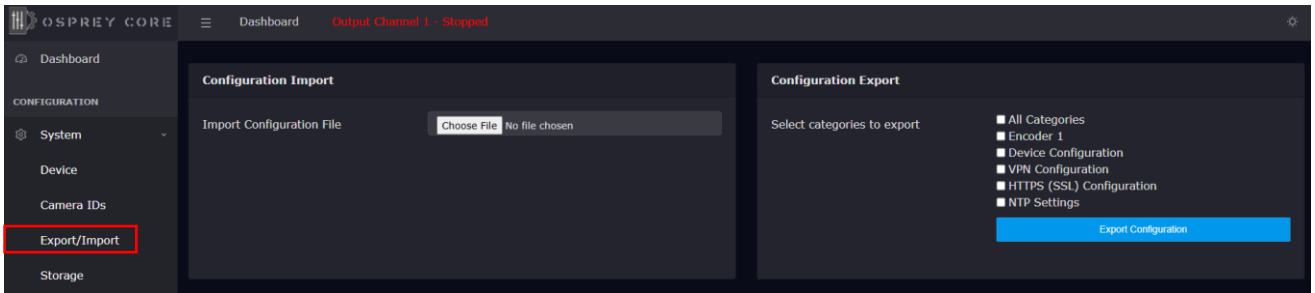 OSPREY CORE
Dashboard
Output Channel 1 - Stopped
Dashboard
CONFIGURATION
System
Device
Camera IDs
Export/Import
Storage
Configuration Import
Import Configuration File
Choose File No file chosen
Configuration Export
Select categories to export
All Categories
Encoder 1
Device Configuration
VPN Configuration
HTTPS (SSL) Configuration
NTP Settings
Export Configuration